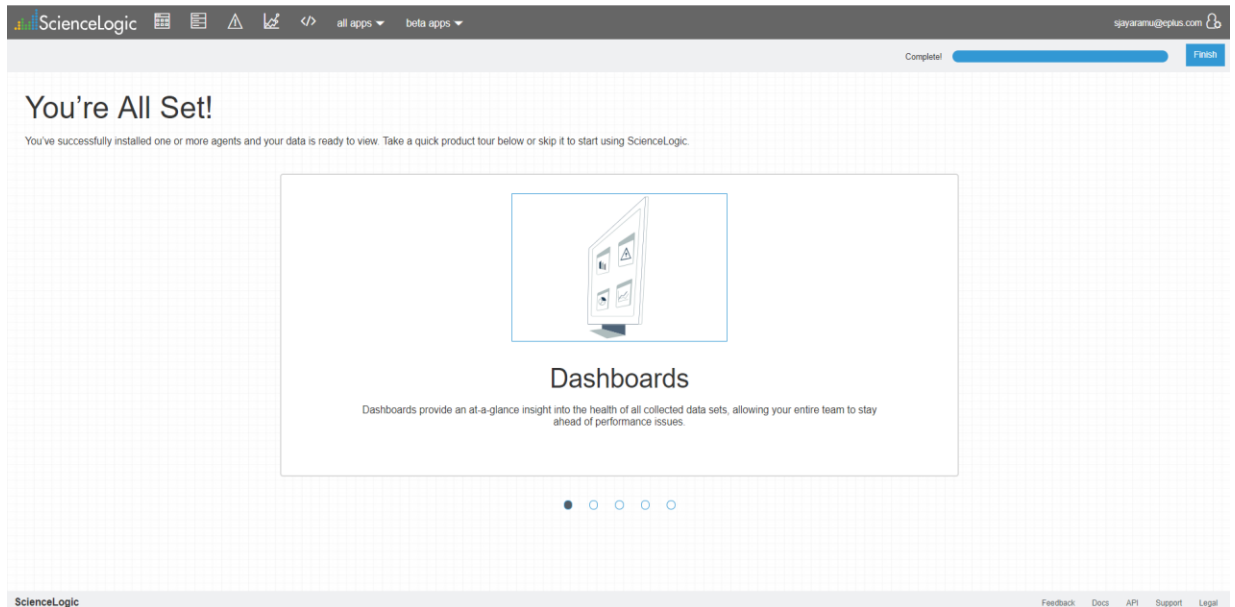 ScienceLogic all apps beta apps sjayaramu@eplus.com
Complete! Finish
You've All Set!
You've successfully installed one or more agents and your data is ready to view. Take a quick product tour below or skip it to start using ScienceLogic.
Dashboards
Dashboards provide an at-a-glance insight into the health of all collected data sets, allowing your entire team to stay
ahead of performance issues.
ScienceLogic Feedback Docs API Support Legal